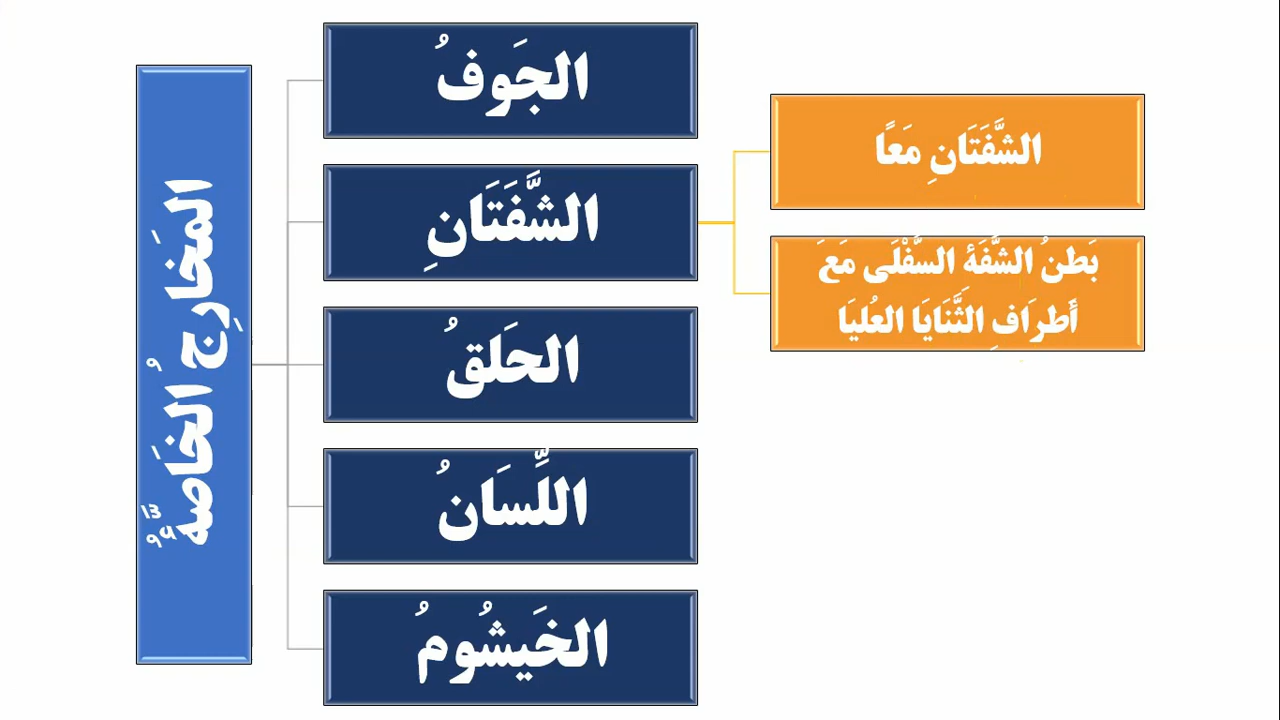 المَخَارِجُ الخَاصَّةُ
الجَوفُ
الشَّفَتَانِ
الحَلقُ
اللِّسَانُ
الخَيشُومُ
الشَّفَتَانِ مَعًا
بَطنُ الشَّفَةِ السُّفْلَى مَعَ
أَطرَافِ الثَّنَايَا العُليَا